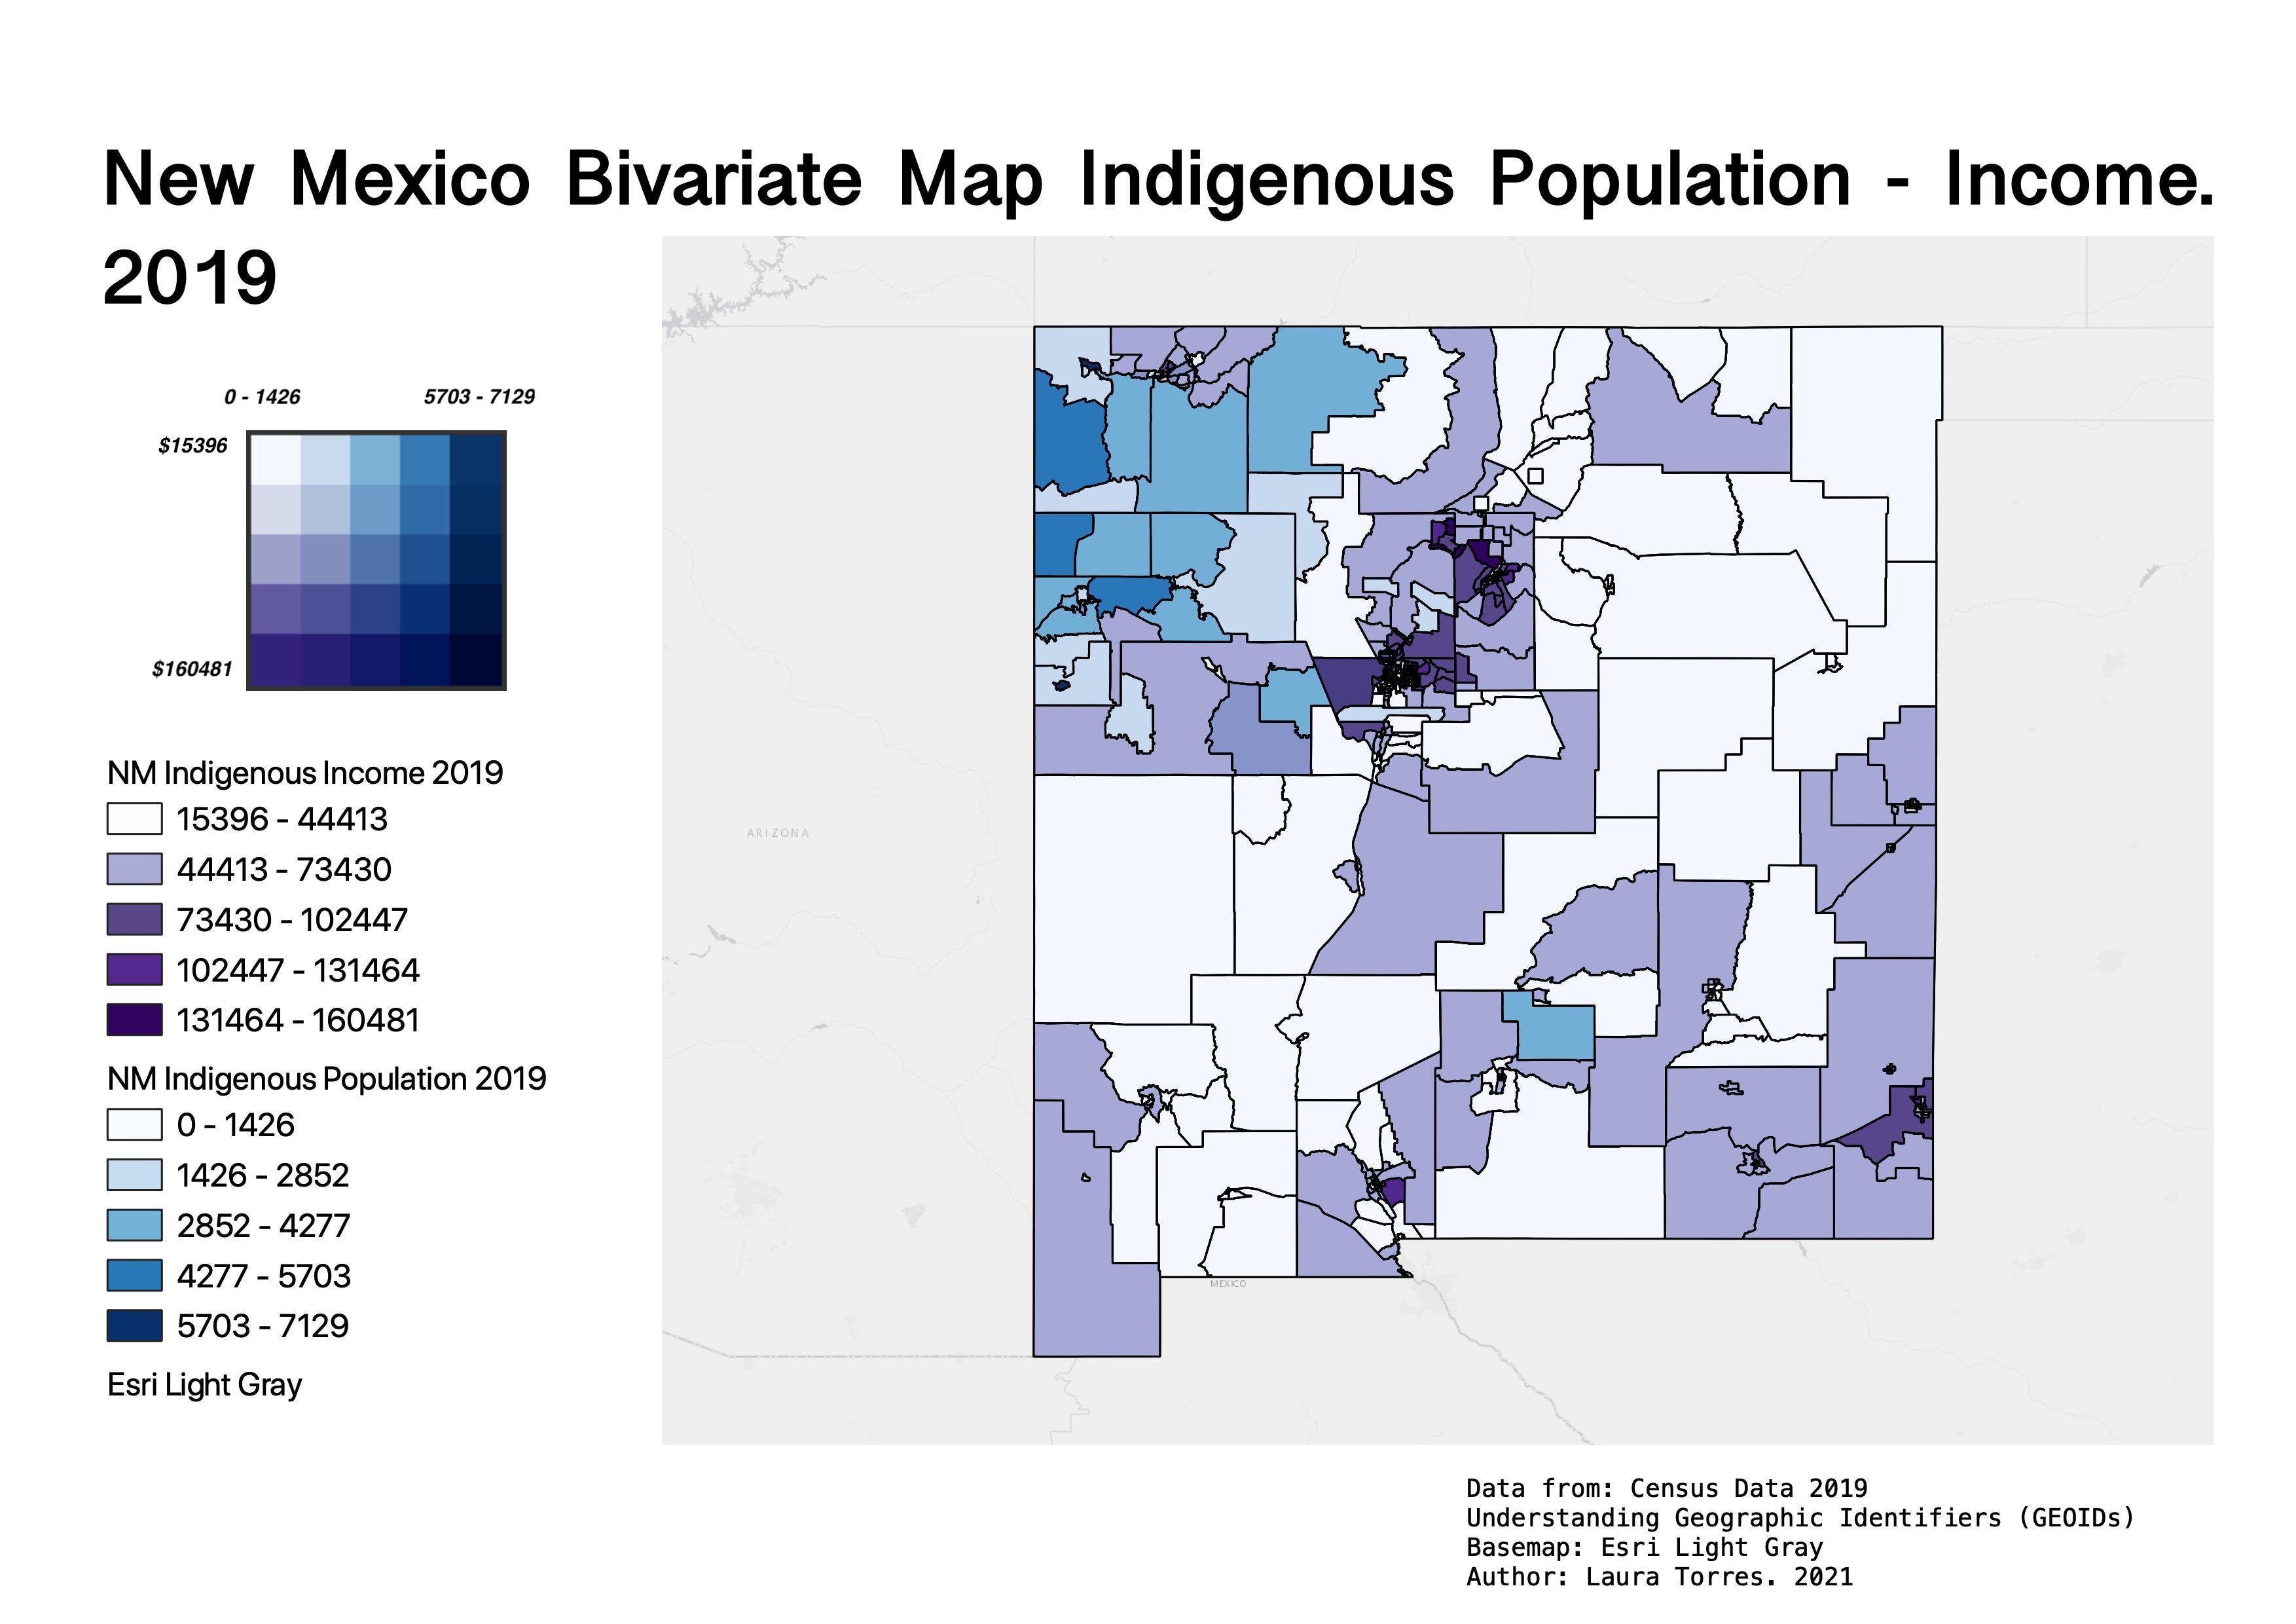 New Mexico Bivariate Map Indigenous Population - Income.
2019
0 - 1426
5703 - 7129
$15396
$160481
NM Indigenous Income 2019
15396 - 44413
44413 - 73430
73430 - 102447
102447 - 131464
131464 - 160481
NM Indigenous Population 2019
0 - 1426
1426 - 2852
2852 - 4277
4277 - 5703
5703 - 7129
Esri Light Gray
ARIZONA
MEXICO
Data from: Census Data 2019
Understanding Geographic Identifiers (GEOIDs)
Basemap: Esri Light Gray
Author: Laura Torres. 2021